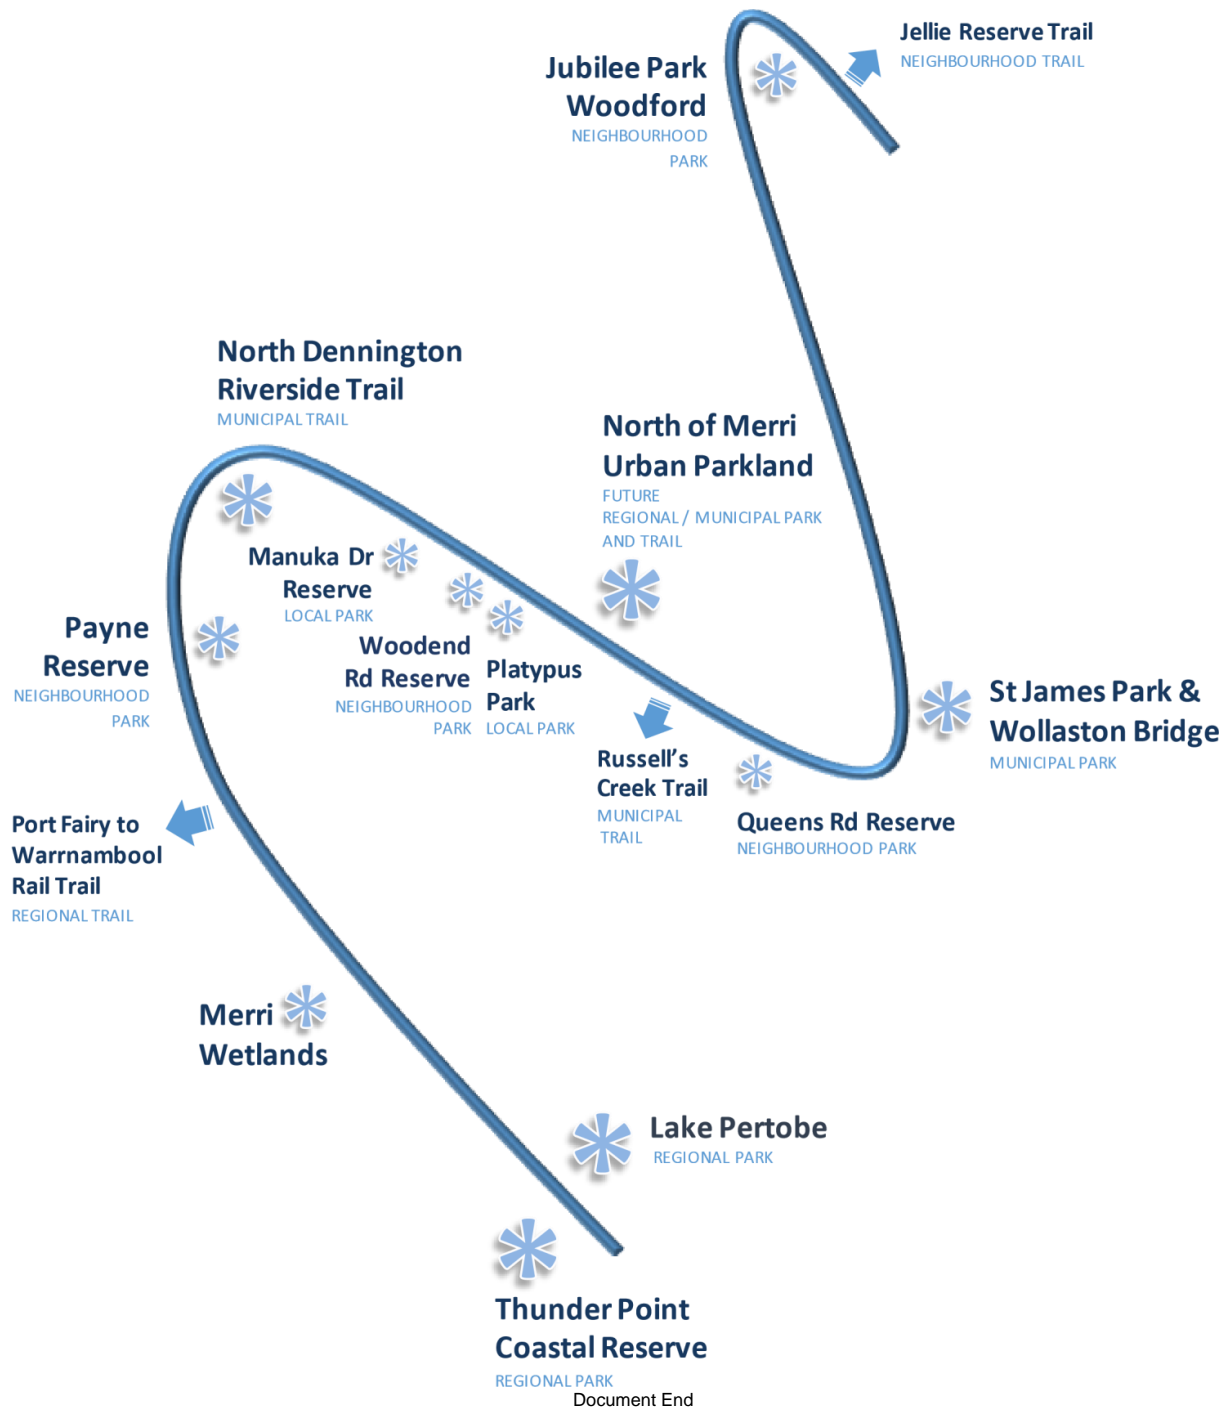 Jellie Reserve Trail
NEIGHBOURHOOD TRAIL
Jubilee Park
Woodford
NEIGHBOURHOOD
PARK
North Dennington
Riverside Trail
MUNICIPAL TRAIL
North of Merri
Urban Parkland
FUTURE
REGIONAL / MUNICIPAL PARK
AND TRAIL
Manuka Dr
Reserve
LOCAL PARK
Payne
Reserve
NEIGHBOURHOOD
PARK
Woodend
Rd Reserve
NEIGHBOURHOOD
PARK
Platypus
Park
LOCAL PARK
St James Park &
Wollaston Bridge
MUNICIPAL PARK
Russell’s
Creek Trail
MUNICIPAL
TRAIL
Queens Rd Reserve
NEIGHBOURHOOD PARK
Port Fairy to
Warrnambool
Rail Trail
REGIONAL TRAIL
Merri
Wetlands
Lake Pertobe
REGIONAL PARK
Thunder Point
Coastal Reserve
REGIONAL PARK
Document End